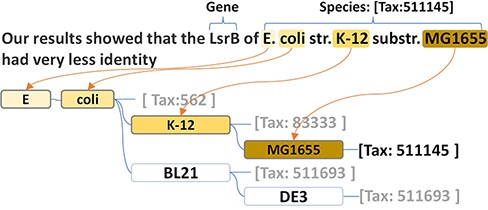 Gene Species: [Tax:511145]
Our results showed that the LsrB of E. coli str. K-12 substr. MG1655
had very less identity
E coli [ Tax:562 ]
K-12 [ Tax: 83333 ]
MG1655 [Tax: 511145 ]
BL21 [ Tax: 511693 ]
DE3 [ Tax: 511693 ]